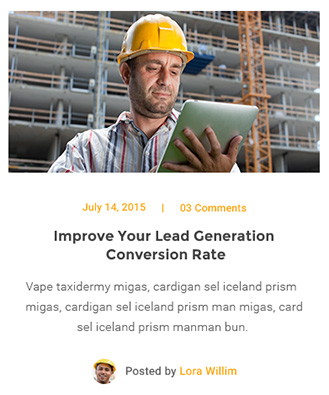 July 14, 2015 | 03 Comments
Improve Your Lead Generation
Conversion Rate
Vape taxidermy migas, cardigan sel iceland prism
migas, cardigan sel iceland prism man migas, card
sel iceland prism manman bun.
Posted by Lora Willim